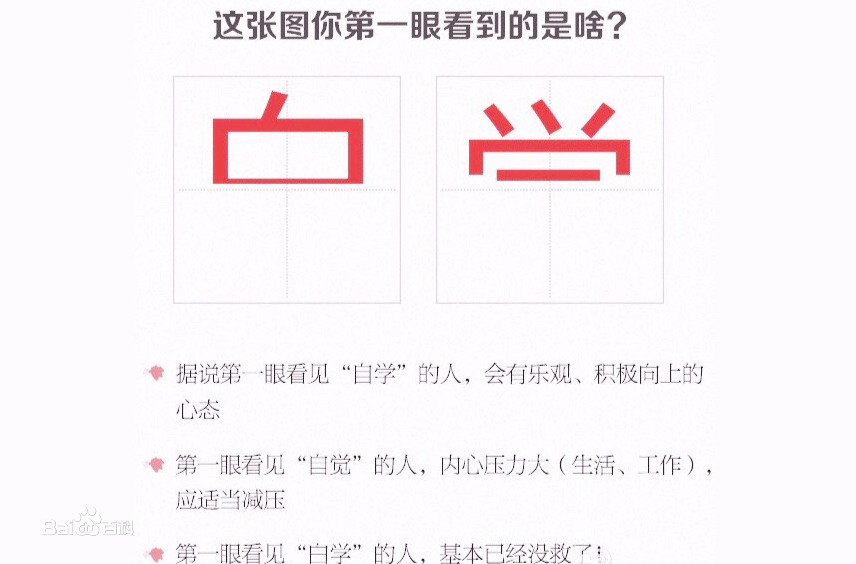 这张图你第一眼看到的是啥？
据说第一眼看见“自学”的人，会有乐观、积极向上的
心态
第一眼看见“自觉”的人，内心压力大（生活、工作），
应适当减压
第一眼看见“白学”的人，基本已经没救了
Bai百科